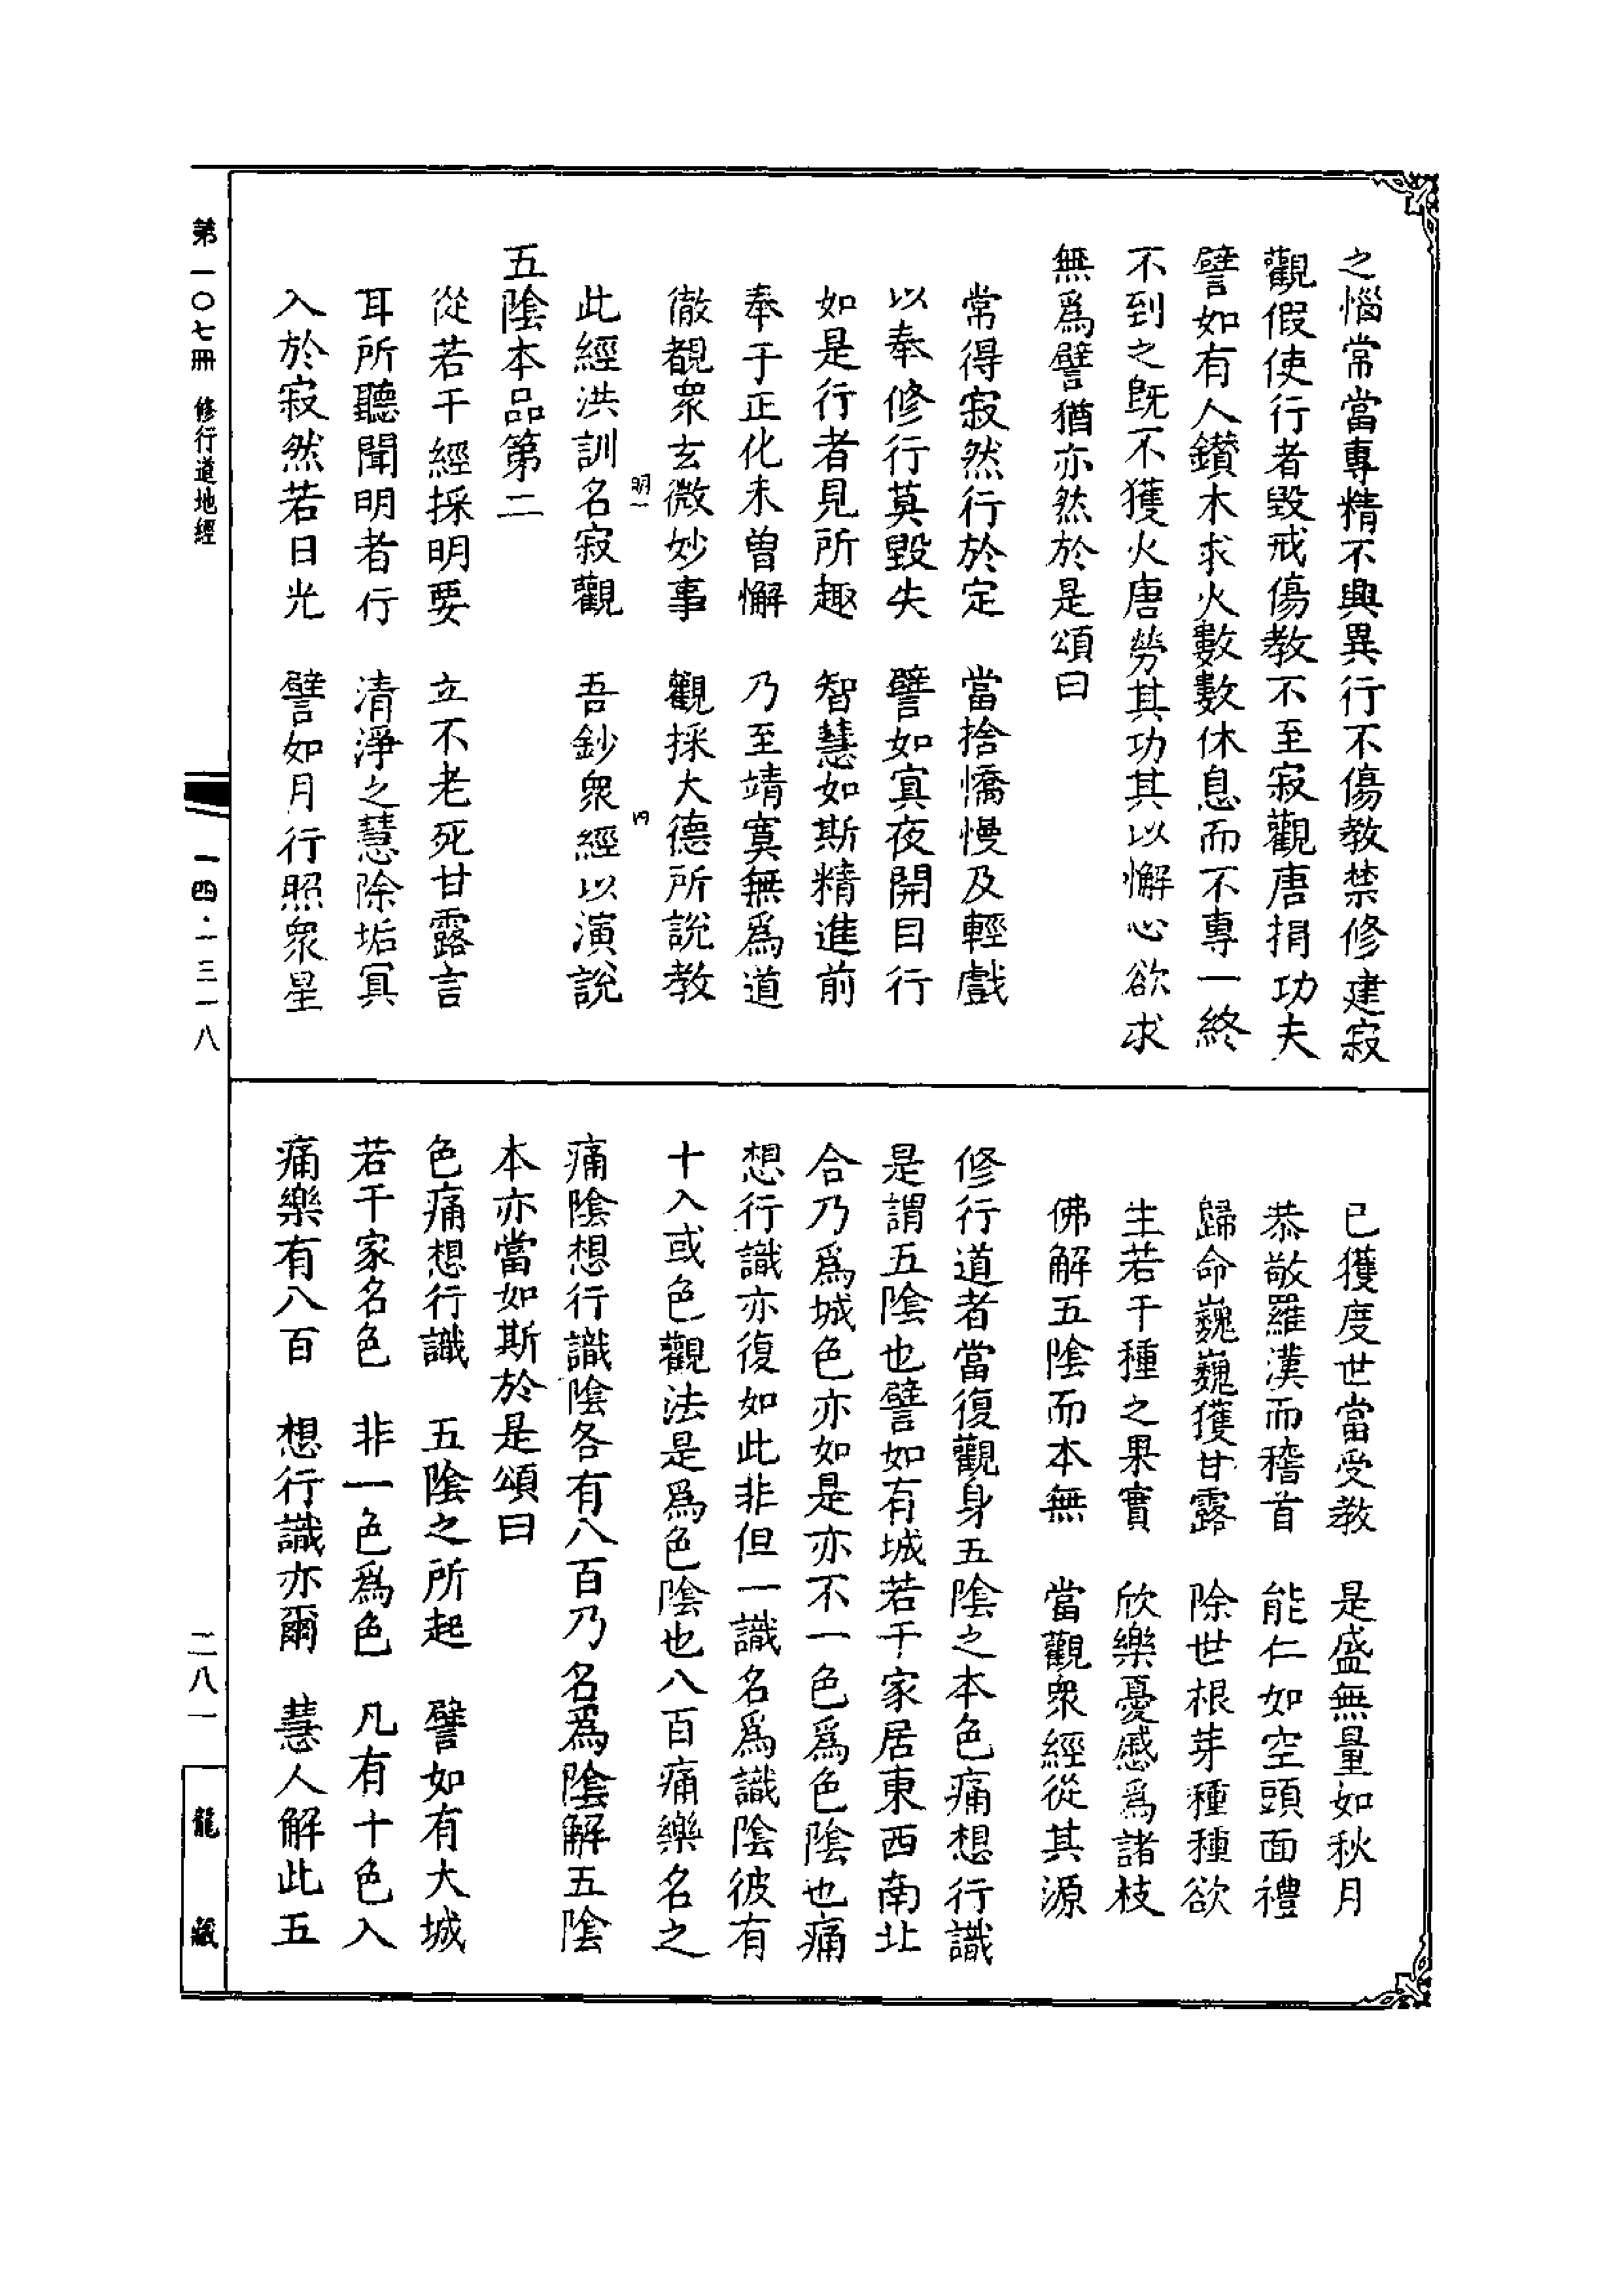 之惱常當專精不興異行不傷教禁修建寂
觀假使行者毀戒傷教不至寂觀唐捐功夫
譬如有人鑚木求火數數休息而不專一終
不到之旣不獲火唐勞其功其以懈心欲求
無爲譬猶亦然於是頌曰
常得寂然行於定　當捨憍慢及輕戲
以奉修行莫毀失　譬如㝠夜開目行
如是行者見所趣　智慧如斯精進前
奉于正化未曾懈　乃至靖寞無爲道
徹覩衆玄微妙事　觀採大德所說教
明一
四
此經洪訓名寂觀　吾鈔衆經以演說
五陰本品第二
從若干經採明要　立不老死甘露言
耳所聽聞明者行　清淨之慧除垢㝠
入於寂然若日光　譬如月行照衆星
已獲度世當受教　是盛無量如秋月
恭敬羅漢而稽首　能仁如空頭面禮
歸命巍巍獲甘露　除世根芽種種欲
生若干種之果實　欣樂憂慼爲諸枝
佛解五陰而本無　當觀衆經從其源
修行道者當復觀身五陰之本色痛想行識
是謂五陰也譬如有城若干家居東西南北
合乃爲城色亦如是亦不一色爲色陰也痛
想行識亦復如此非但一識名爲識陰彼有
十入或色觀法是爲色陰也八百痛樂名之
痛陰想行識陰各有八百乃名爲陰解五陰
本亦當如斯於是頌曰
色痛想行識　五陰之所起　譬如有大城
若干家名色　非一色爲色　凡有十色入
痛樂有八百　想行識亦爾　慧人解此五
第一〇七冊　修行道地經
一四·一三一八
二八一
龍藏